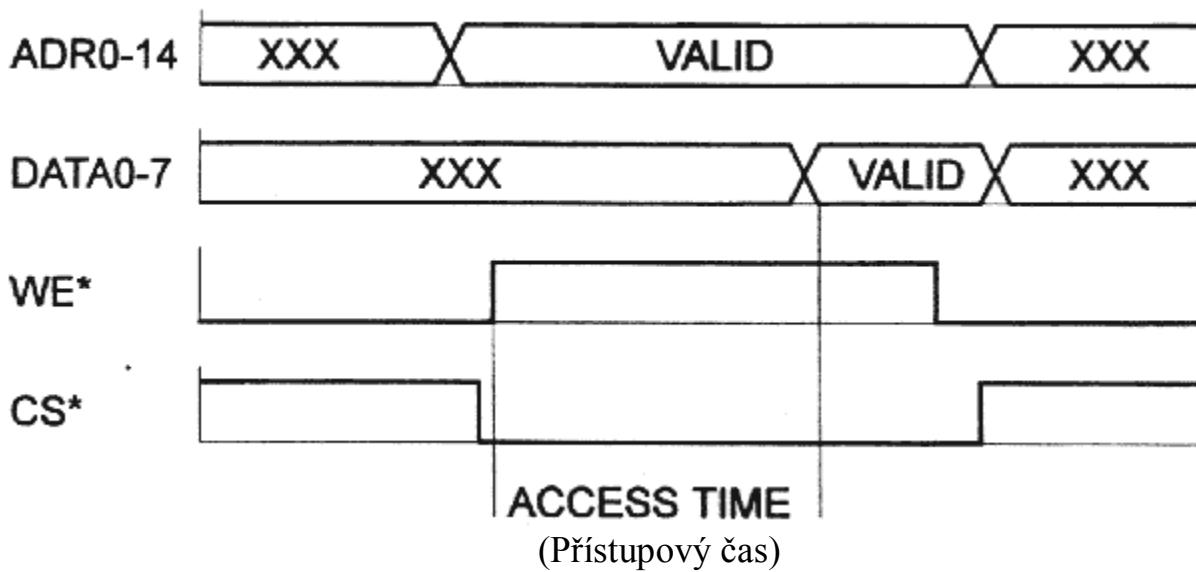 ADR0-14 XXX VALID XXX
DATA0-7 XXX VALID XXX
WE*
CS*
ACCESS TIME
(Přístupový čas)